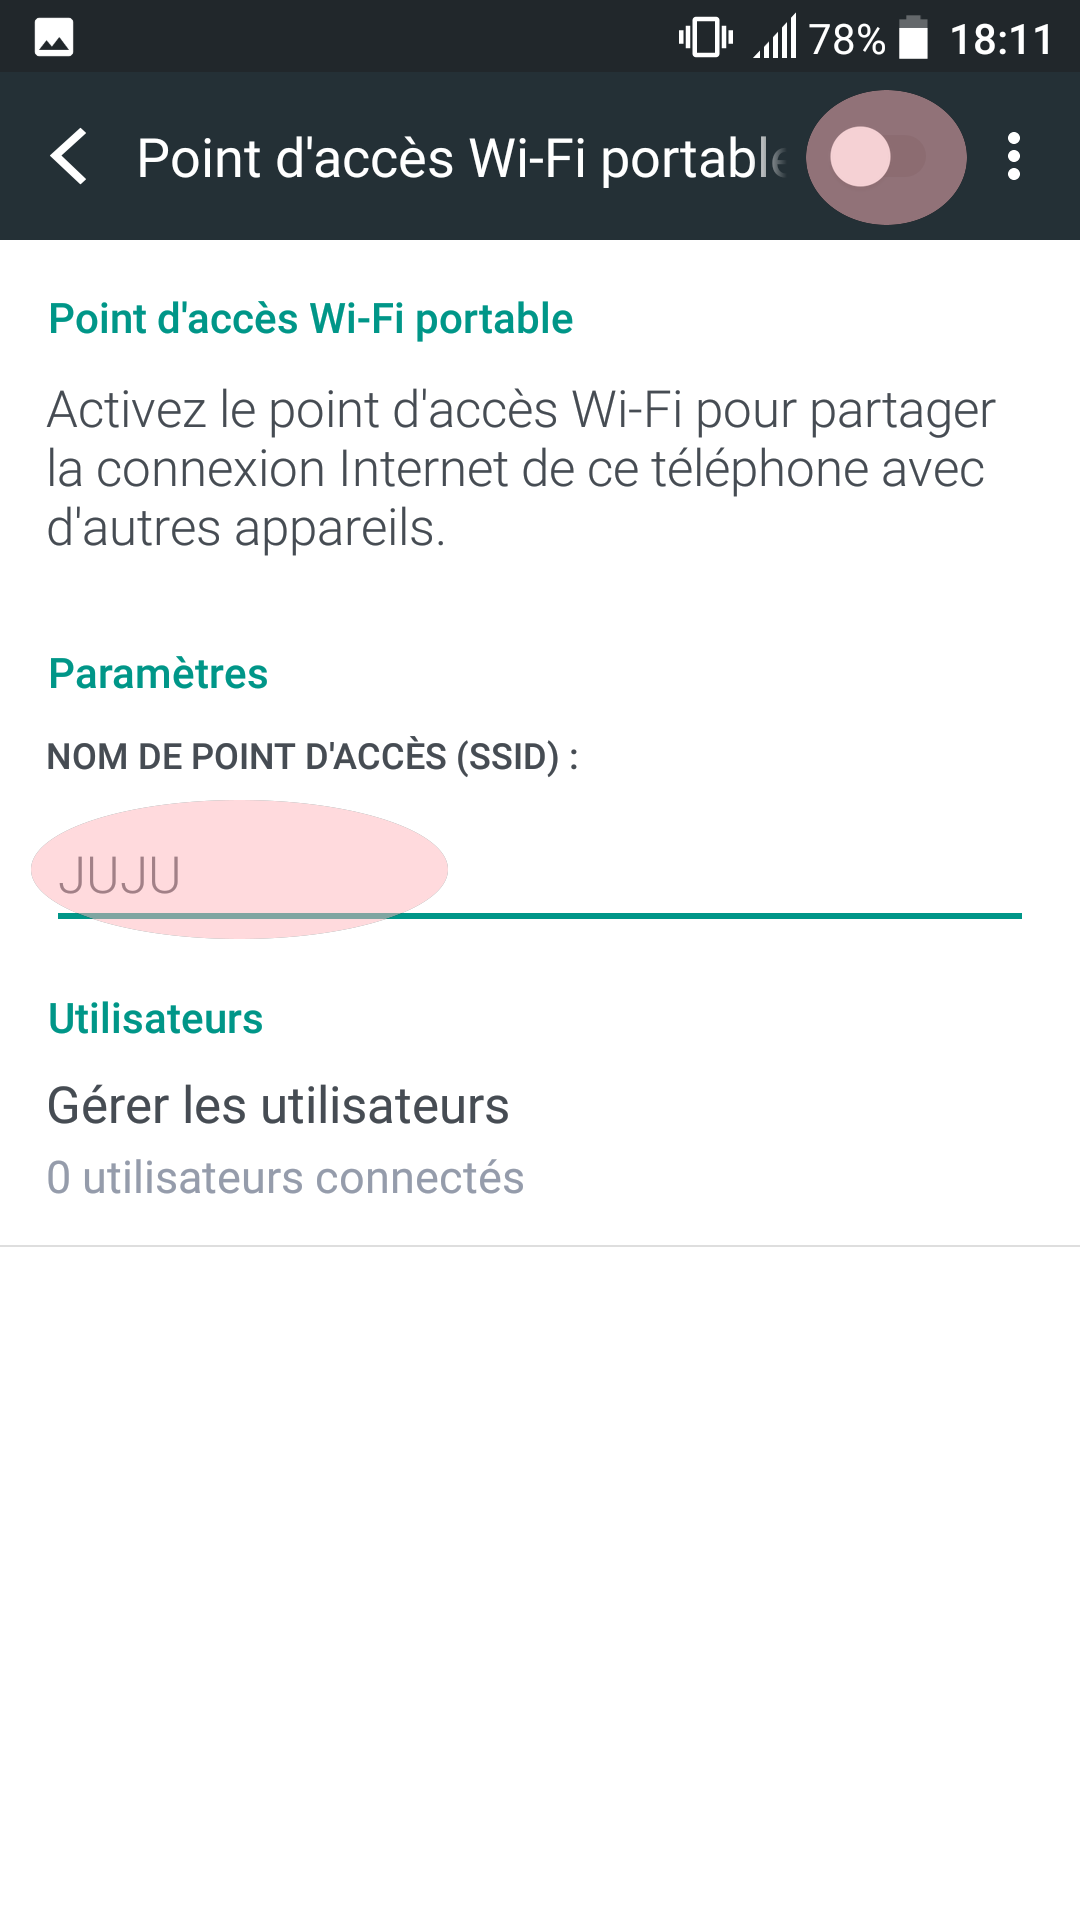 78% 18:11
Point d'accès Wi-Fi portable
Point d'accès Wi-Fi portable
Activez le point d'accès Wi-Fi pour partager
la connexion Internet de ce téléphone avec
d'autres appareils.
Paramètres
NOM DE POINT D'ACCÈS (SSID) :
JUJU
Utilisateurs
Gérer les utilisateurs
0 utilisateurs connectés